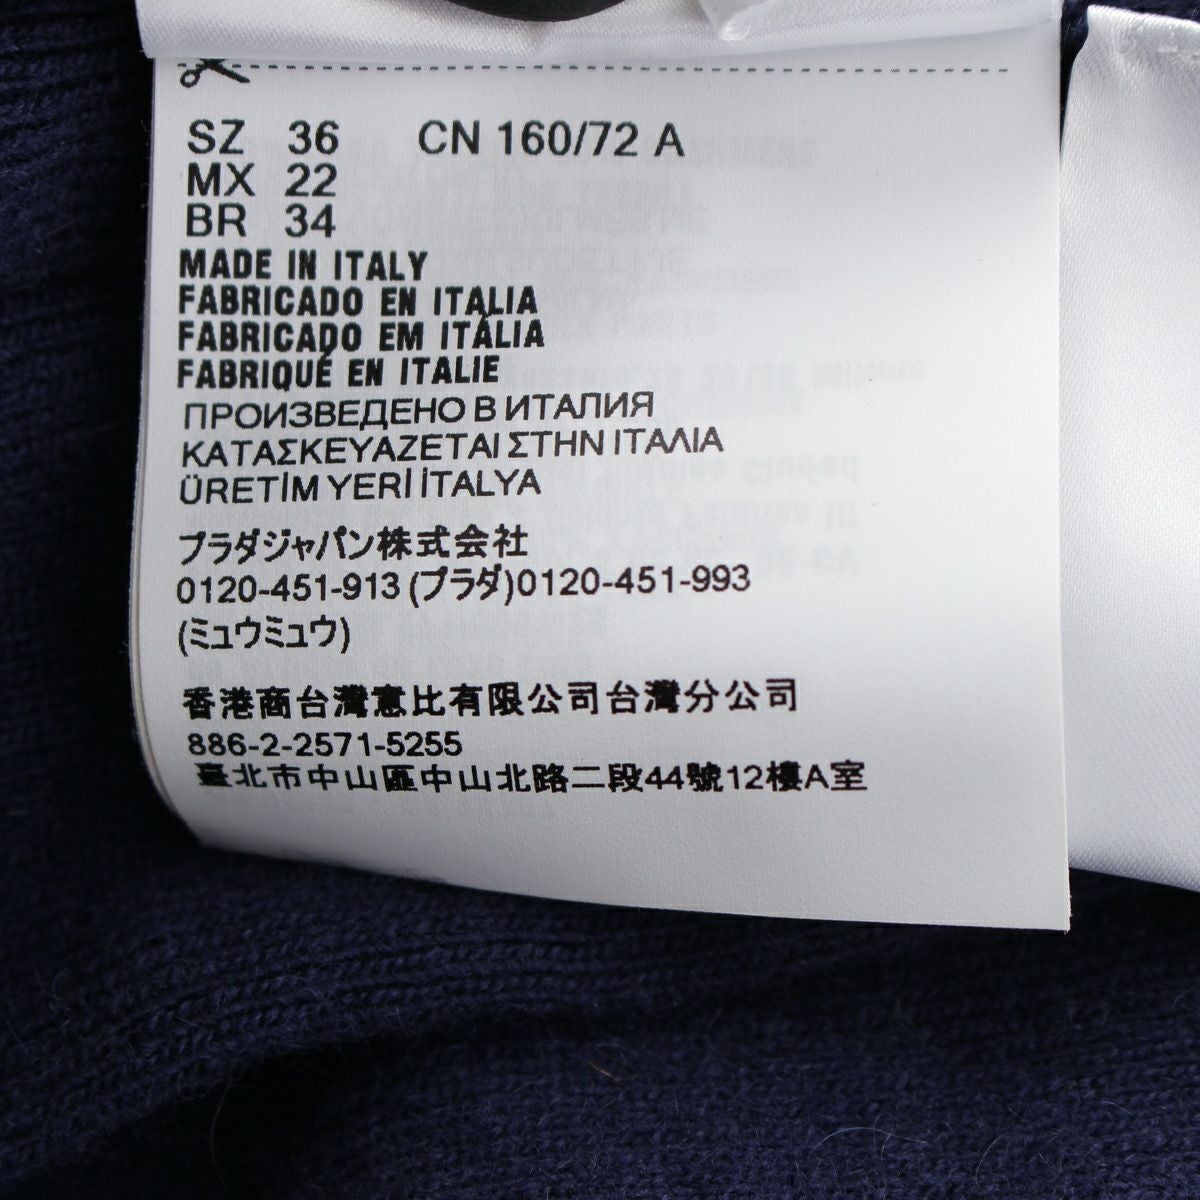 SZ 36 CN 160/72 A
MX 22
BR 34
MADE IN ITALY
FABRICADO EN ITALIA
FABRICADO EM ITÁLIA
FABRIQUÉ EN ITALIE
ПРОИЗВЕДЕНО В ИТАЛИЯ
ΚΑΤΑΣΚΕΥΑΖΕΤΑΙ ΣΤΗΝ ΙΤΑΛΙΑ
ÜRETİM YERİ İTALYA
プラダジャパン株式会社
0120-451-913 (プラダ)0120-451-993
(ミュウミュウ)
香港商台灣意比有限公司台灣分公司
886-2-2571-5255
臺北市中山區中山北路二段44號12樓A室